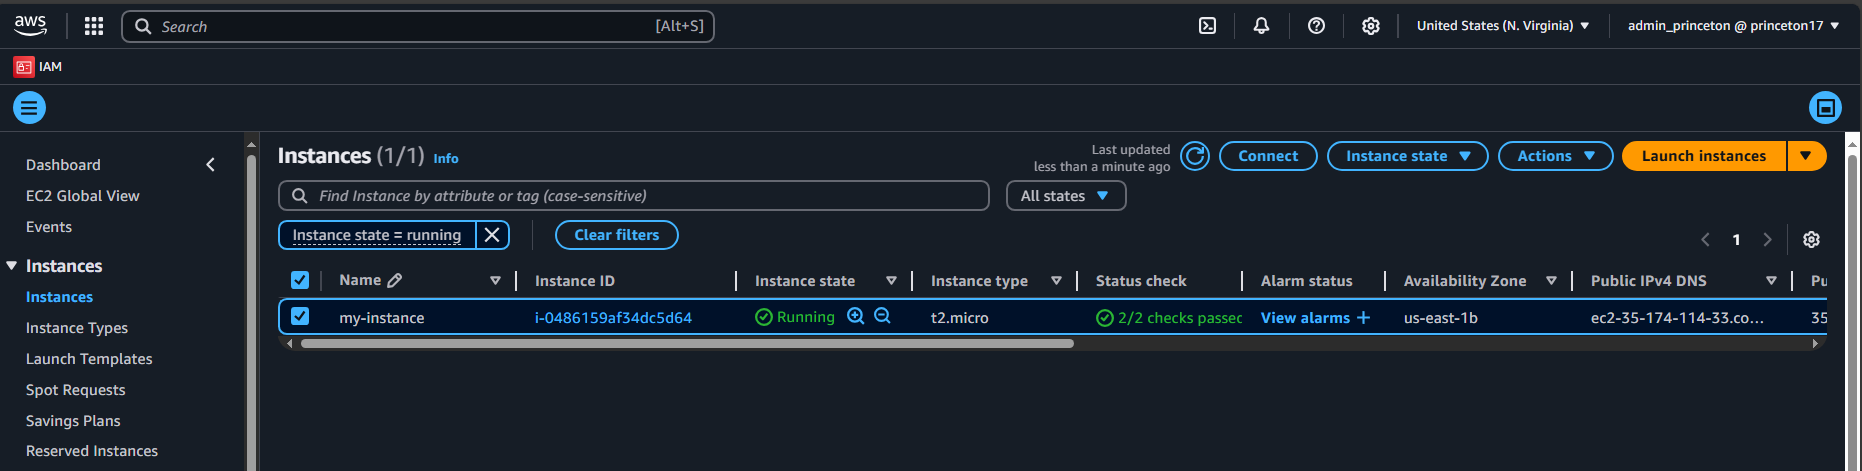 aws
Search [Alt+S]
United States (N. Virginia)
admin_princeton @ princeton17
IAM
Dashboard
EC2 Global View
Events
Instances
Instances
Instance Types
Launch Templates
Spot Requests
Savings Plans
Reserved Instances
Instances (1/1) Info
Last updated
less than a minute ago
Connect
Instance state
Actions
Launch instances
Find Instance by attribute or tag (case-sensitive)
All states
Instance state = running
Clear filters
1
Name Instance ID Instance state Instance type Status check Alarm status Availability Zone Public IPv4 DNS Pu
my-instance i-0486159af34dc5d64 Running t2.micro 2/2 checks passec View alarms + us-east-1b ec2-35-174-114-33.co... 35